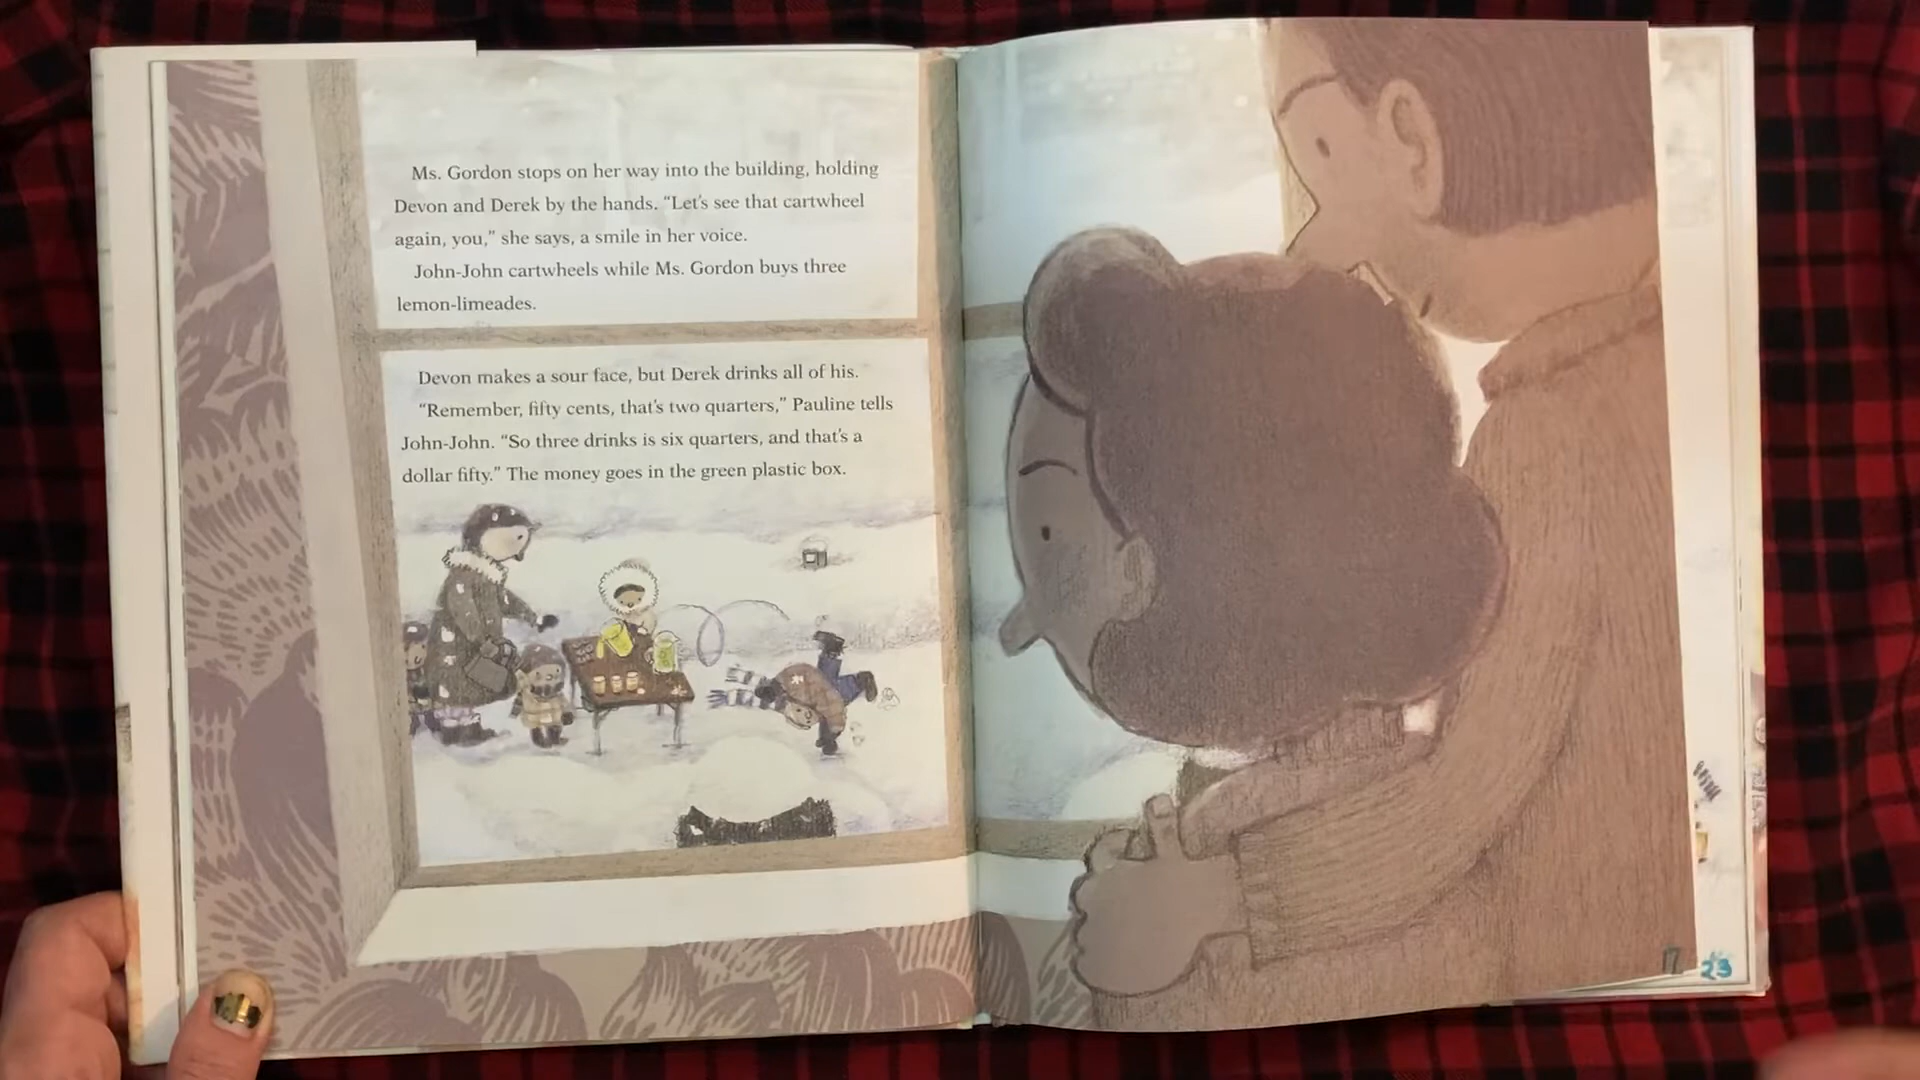 Ms. Gordon stops on her way into the building, holding
Devon and Derek by the hands. “Let’s see that cartwheel
again, you,” she says, a smile in her voice.
John-John cartwheels while Ms. Gordon buys three
lemon-limeades.
Devon makes a sour face, but Derek drinks all of his.
“Remember, fifty cents, that’s two quarters,” Pauline tells
John-John. “So three drinks is six quarters, and that’s a
dollar fifty.” The money goes in the green plastic box.
17
23